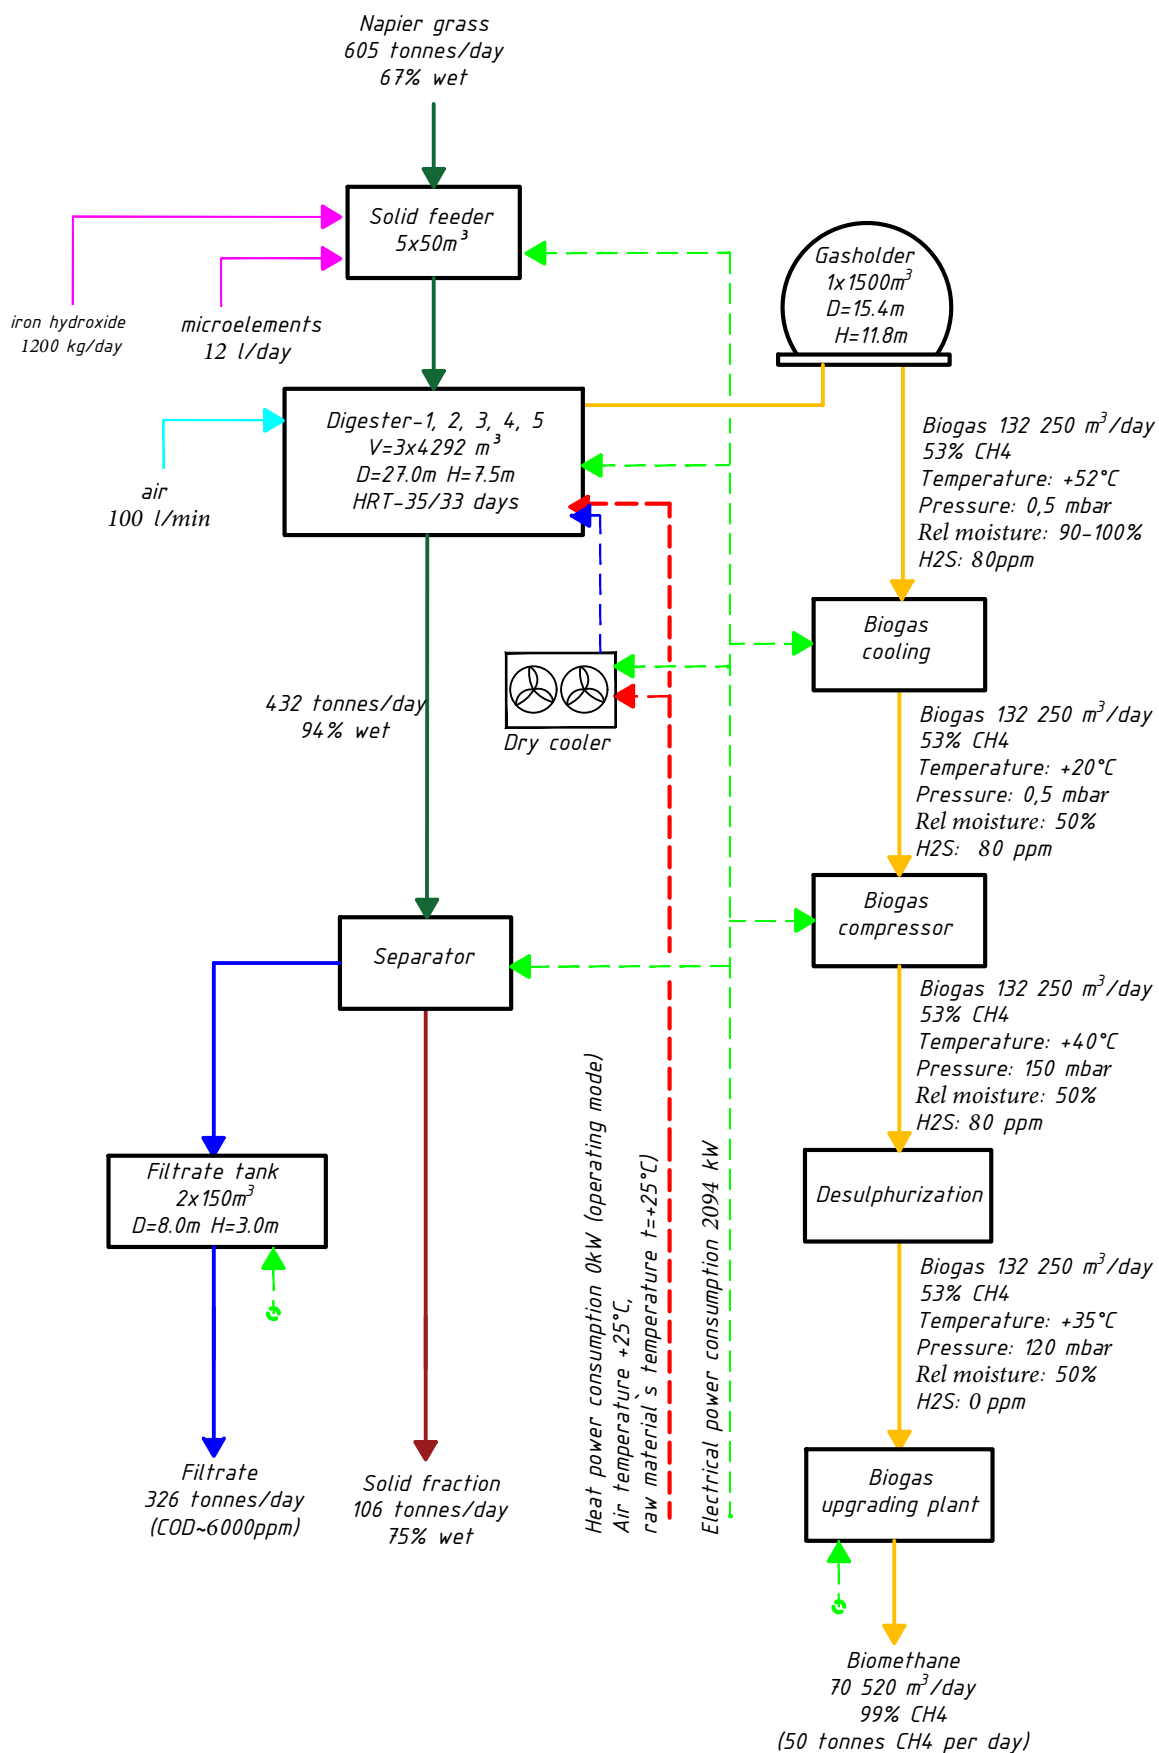 Napier grass
605 tonnes/day
67% wet
Solid feeder
5x50m³
iron hydroxide
1200 kg/day
microelements
12 l/day
Gasholder
1x1500m³
D=15.4m
H=11.8m
Digester-1, 2, 3, 4, 5
V=3x4292 m³
D=27.0m H=7.5m
HRT-35/33 days
air
100 l/min
Biogas 132 250 m³/day
53% CH4
Temperature: +52°C
Pressure: 0,5 mbar
Rel moisture: 90-100%
H2S: 80ppm
Biogas
cooling
432 tonnes/day
94% wet
Dry cooler
Biogas 132 250 m³/day
53% CH4
Temperature: +20°C
Pressure: 0,5 mbar
Rel moisture: 50%
H2S: 80 ppm
Biogas
compressor
Separator
Biogas 132 250 m³/day
53% CH4
Temperature: +40°C
Pressure: 150 mbar
Rel moisture: 50%
H2S: 80 ppm
Heat power consumption 0kW (operating mode)
Air temperature +25°C,
raw material`s temperature t=+25°C)
Electrical power consumption 2094 kW
Filtrate tank
2x150m³
D=8.0m H=3.0m
Desulphurization
Biogas 132 250 m³/day
53% CH4
Temperature: +35°C
Pressure: 120 mbar
Rel moisture: 50%
H2S: 0 ppm
Filtrate
326 tonnes/day
(COD~6000ppm)
Solid fraction
106 tonnes/day
75% wet
Biogas
upgrading plant
Biomethane
70 520 m³/day
99% CH4
(50 tonnes CH4 per day)